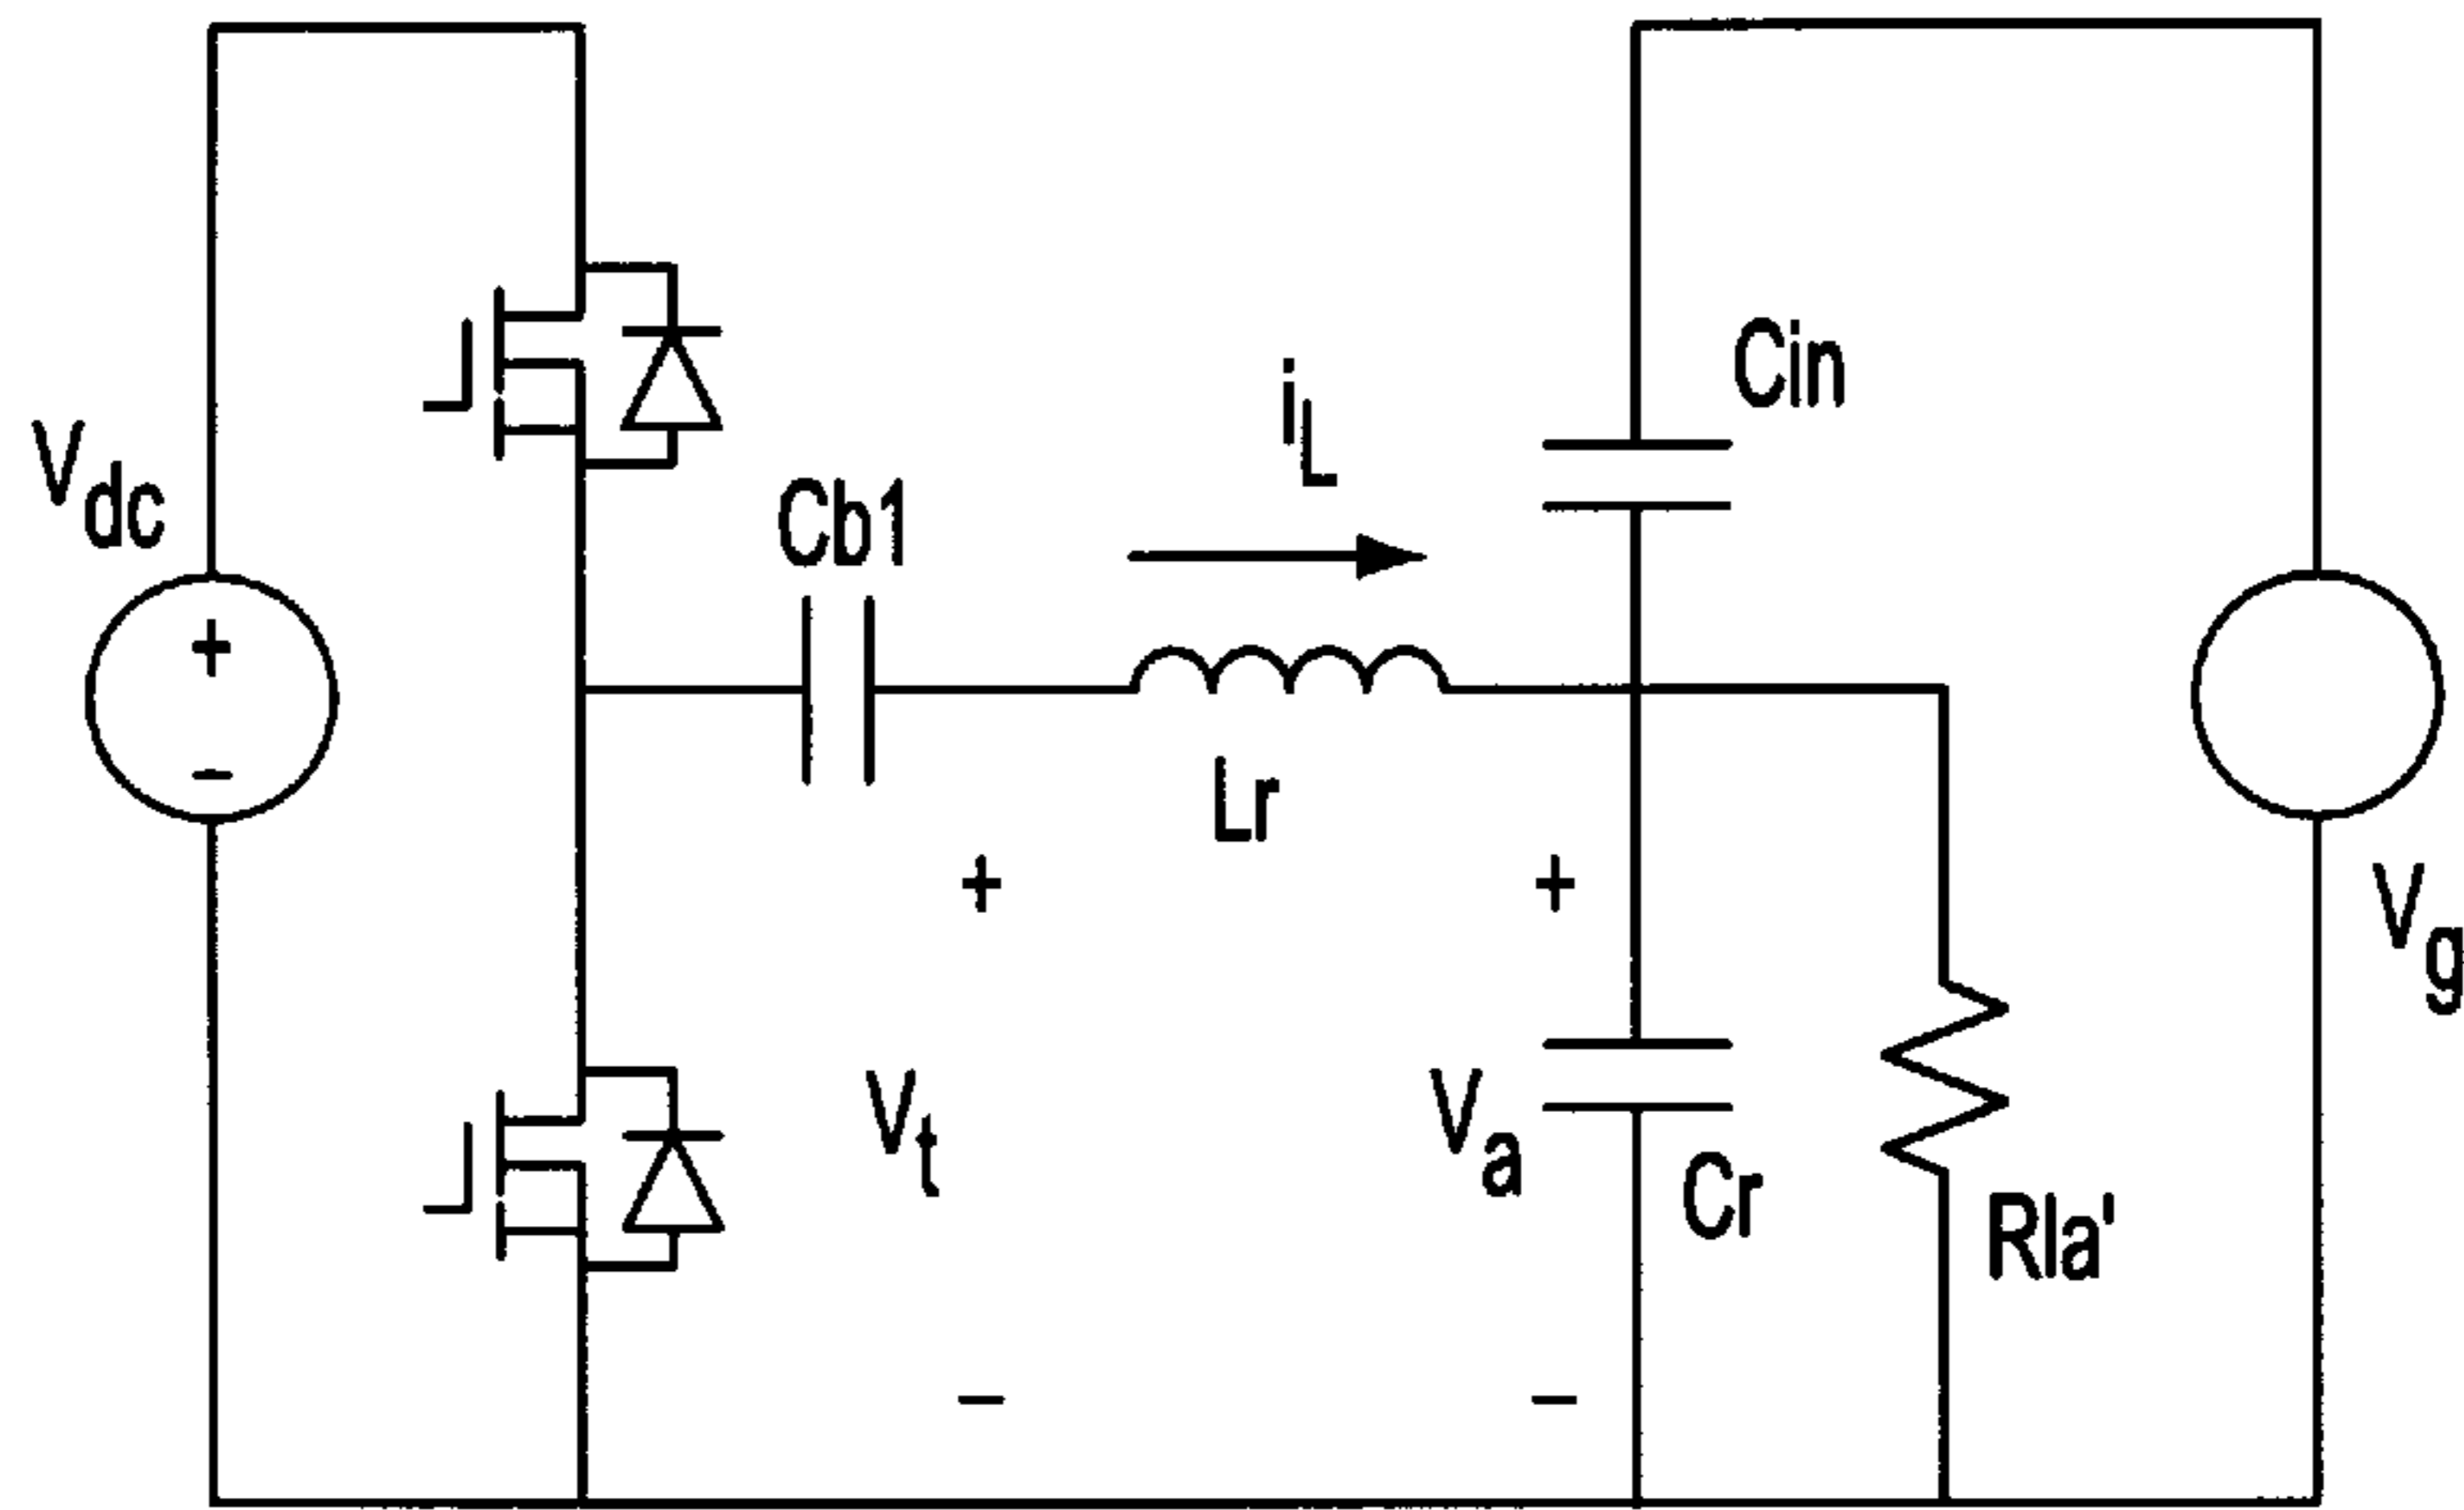 Vdc
+
−
Cb1
iL
Lr
Cin
+
Vt
−
+
Va
−
Cr
Rla'
Vg